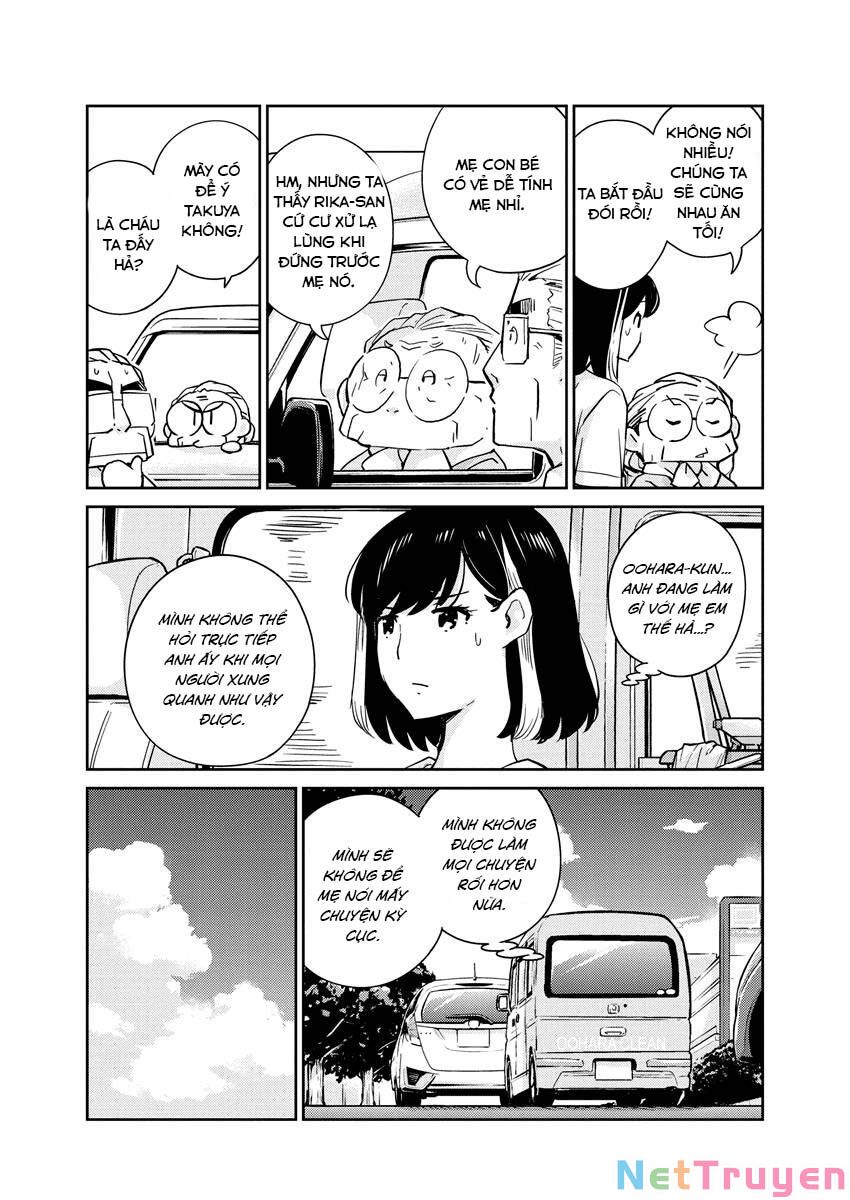 KHÔNG NÓI
NHIỀU!
CHÚNG TA
SẼ CÙNG
NHAU ĂN
TỐI!
TA BẮT ĐẦU
ĐÓI RỒI!
MẸ CON BÉ
CÓ VẺ DỄ TÍNH
MẸ NHỈ.
HM, NHƯNG TA
THẤY RIKA-SAN
CỨ CƯ XỬ LẠ
LÙNG KHI
ĐỨNG TRƯỚC
MẸ NÓ.
MÀY CÓ
ĐỂ Ý
TAKUYA
KHÔNG!
LÀ CHÁU
TA ĐẤY
HẢ?
OOHARA-KUN...
ANH ĐANG LÀM
GÌ VỚI MẸ EM
THẾ HẢ...?
MÌNH KHÔNG THỂ
HỎI TRỰC TIẾP
ANH ẤY KHI MỌI
NGƯỜI XUNG
QUANH NHƯ VẬY
ĐƯỢC.
MÌNH KHÔNG
ĐƯỢC LÀM
MỌI CHUYỆN
RỐI HƠN
NỮA.
MÌNH SẼ
KHÔNG ĐỂ
MẸ NÓI MẤY
CHUYỆN KỲ
CỤC.
OOHARA CLEAN
NetTruyen